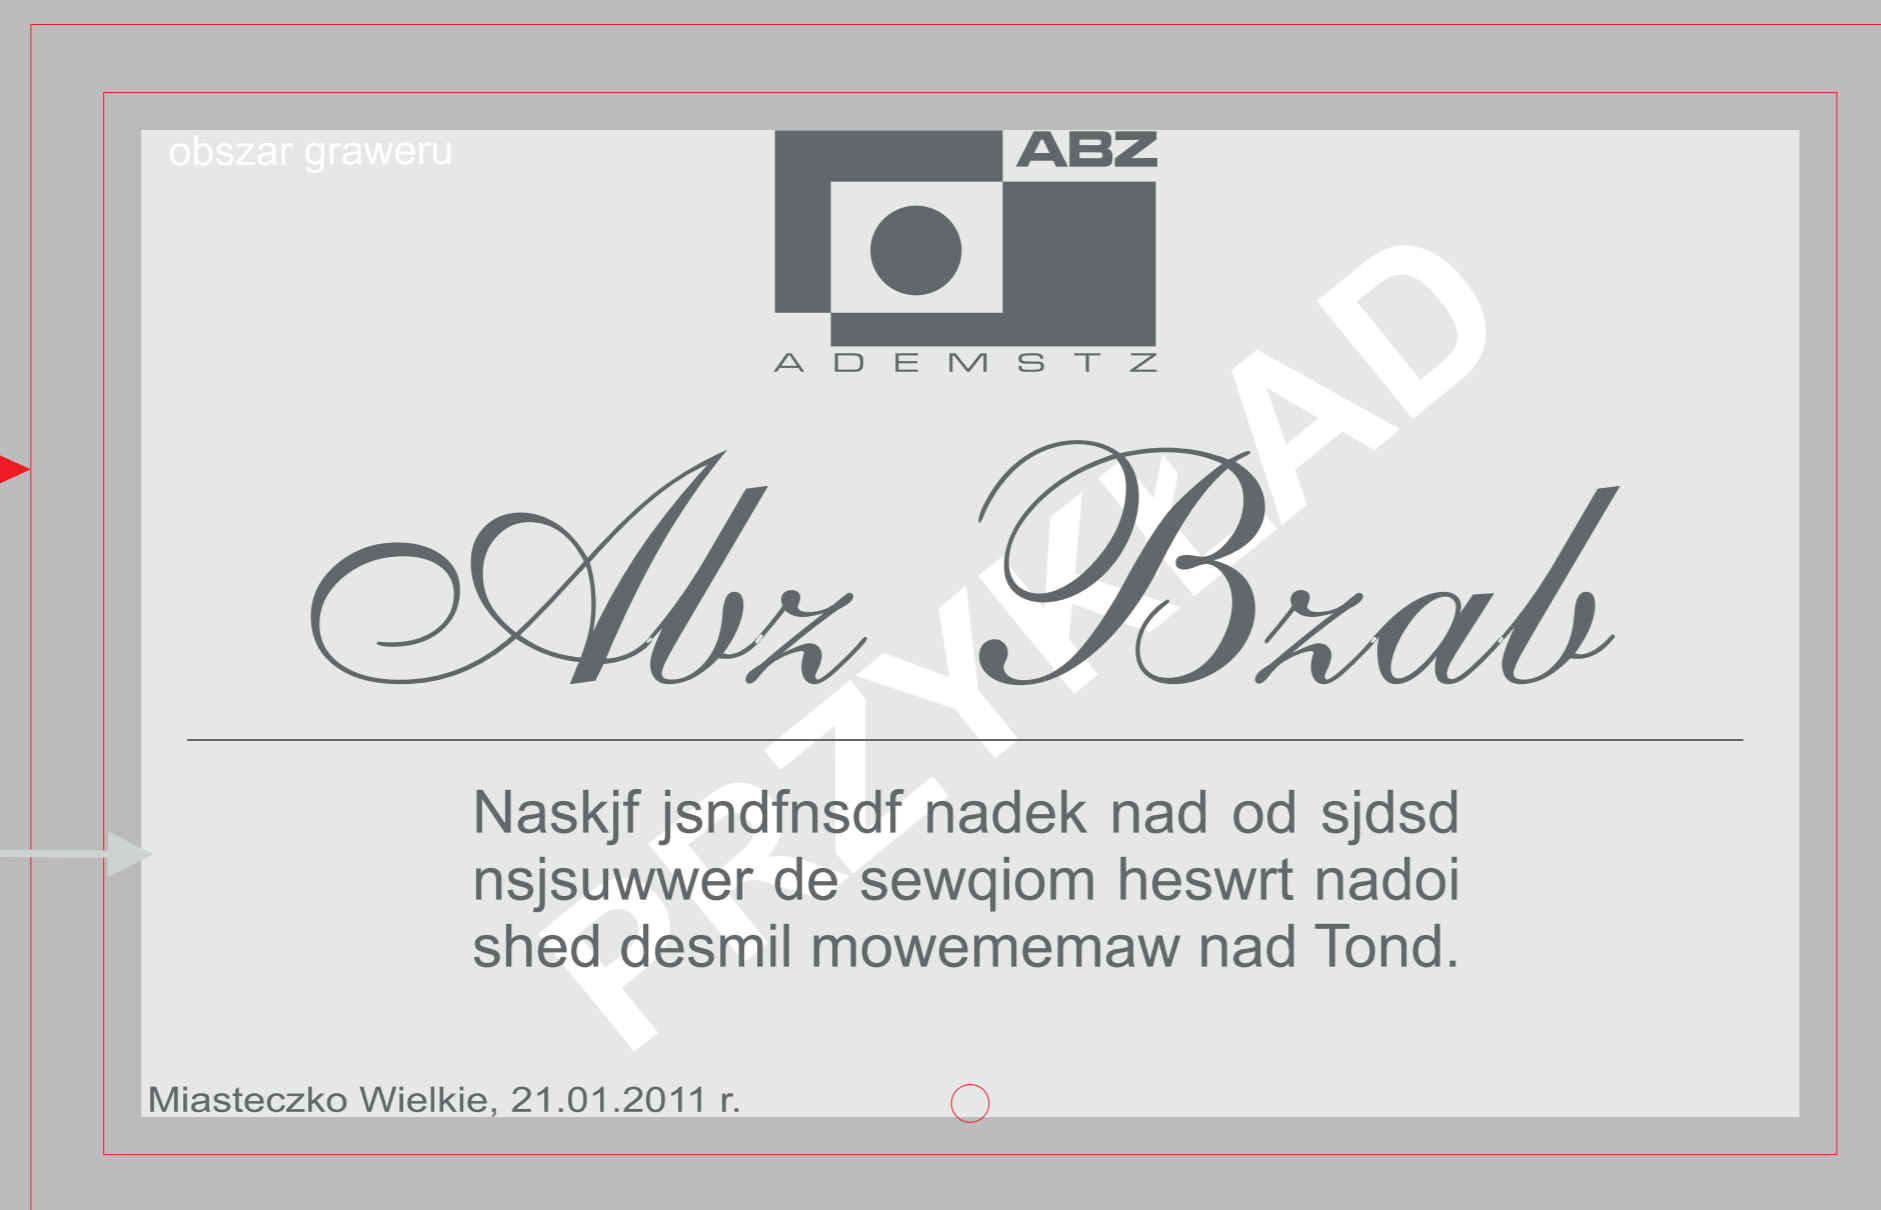 obszar graweru
ABZ
ADEMSTZ
PRZYKŁAD
Abz Bzab
Naskjf jsndfnsdf nadek nad od sjdsd
nsjsuwwer de sewqiom heswrt nadoi
shed desmil mowememaw nad Tond.
Miasteczko Wielkie, 21.01.2011 r.